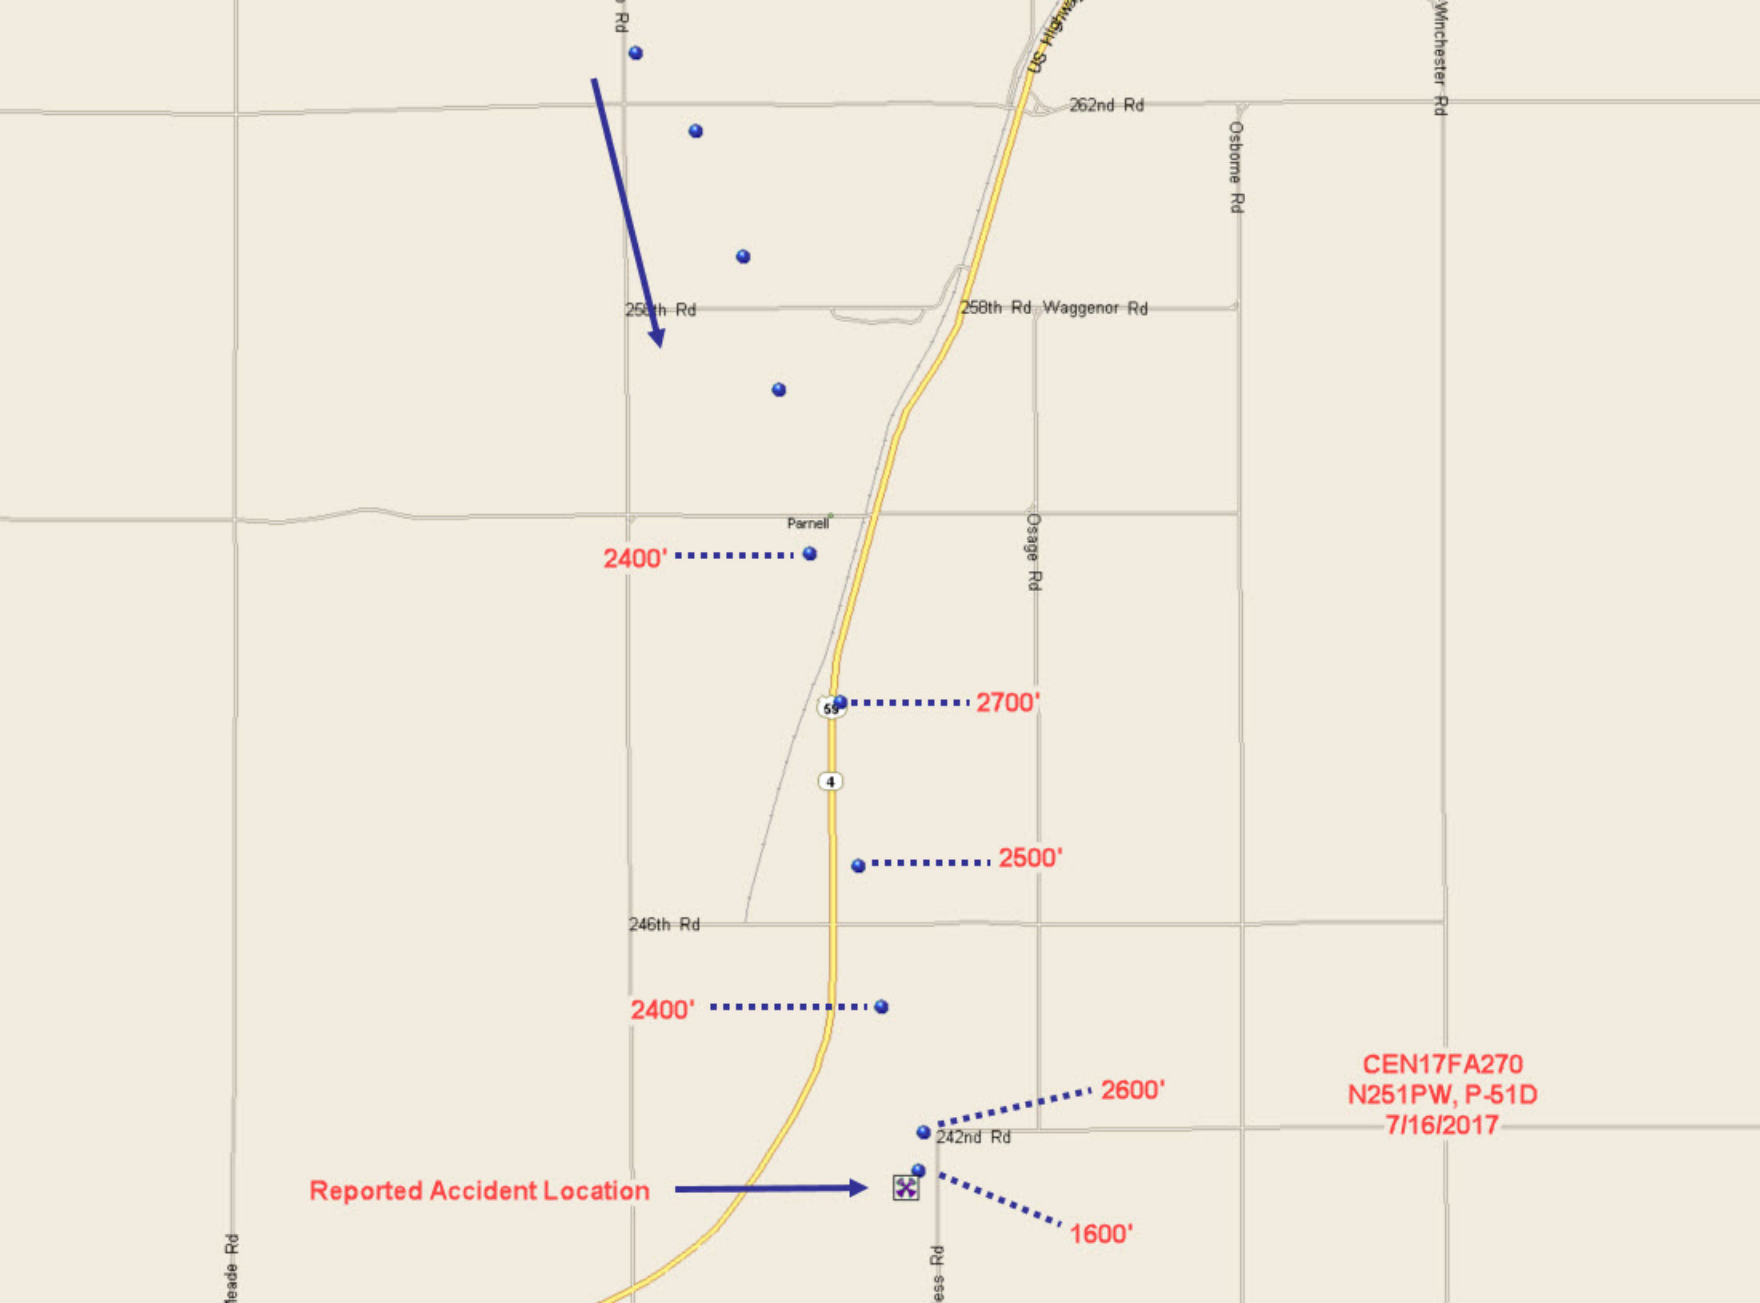 Rd
US Highway
Winchester Rd
262nd Rd
Osborne Rd
258th Rd
258th Rd Waggenor Rd
Parnell
Osage Rd
2400'
2700'
59
4
2500'
246th Rd
2400'
CEN17FA270
N251PW, P-51D
7/16/2017
2600'
242nd Rd
Reported Accident Location
1600'
Meade Rd
ess Rd